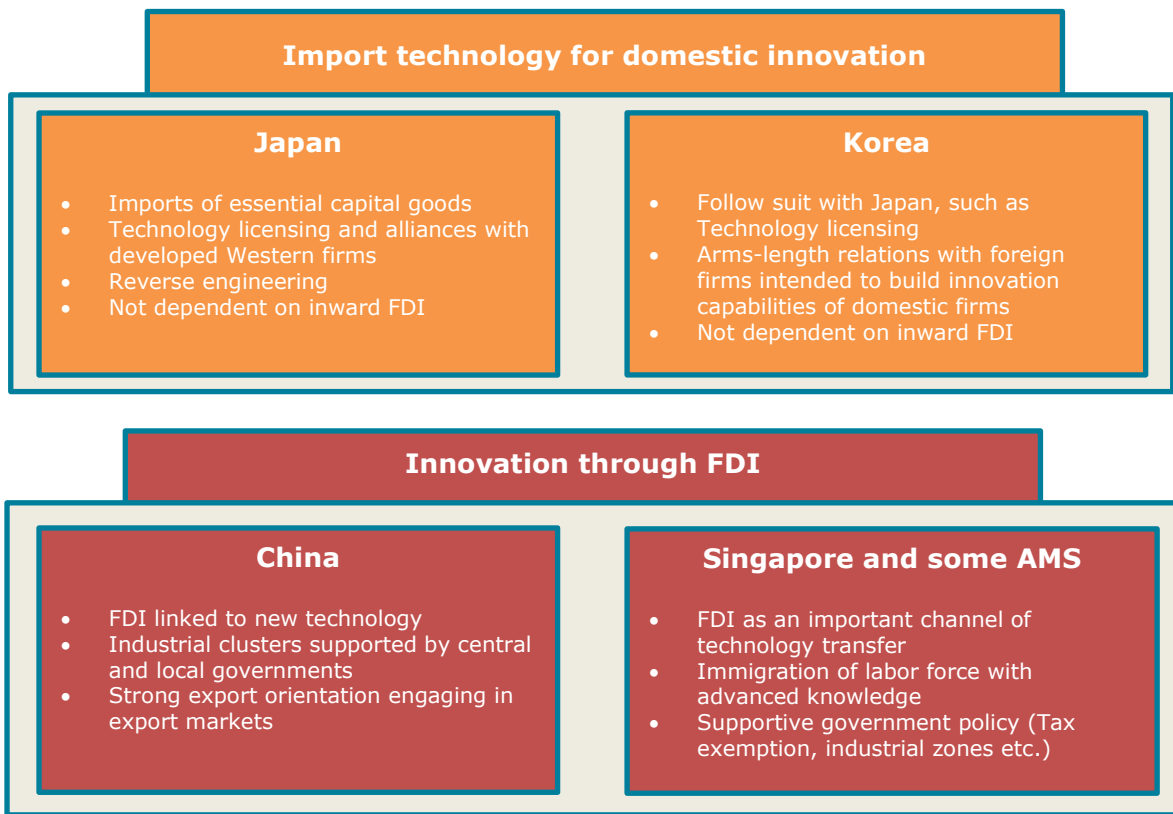 Import technology for domestic innovation
Japan
• Imports of essential capital goods
• Technology licensing and alliances with
developed Western firms
• Reverse engineering
• Not dependent on inward FDI
Korea
• Follow suit with Japan, such as
Technology licensing
• Arms-length relations with foreign
firms intended to build innovation
capabilities of domestic firms
• Not dependent on inward FDI
Innovation through FDI
China
• FDI linked to new technology
• Industrial clusters supported by central
and local governments
• Strong export orientation engaging in
export markets
Singapore and some AMS
• FDI as an important channel of
technology transfer
• Immigration of labor force with
advanced knowledge
• Supportive government policy (Tax
exemption, industrial zones etc.)